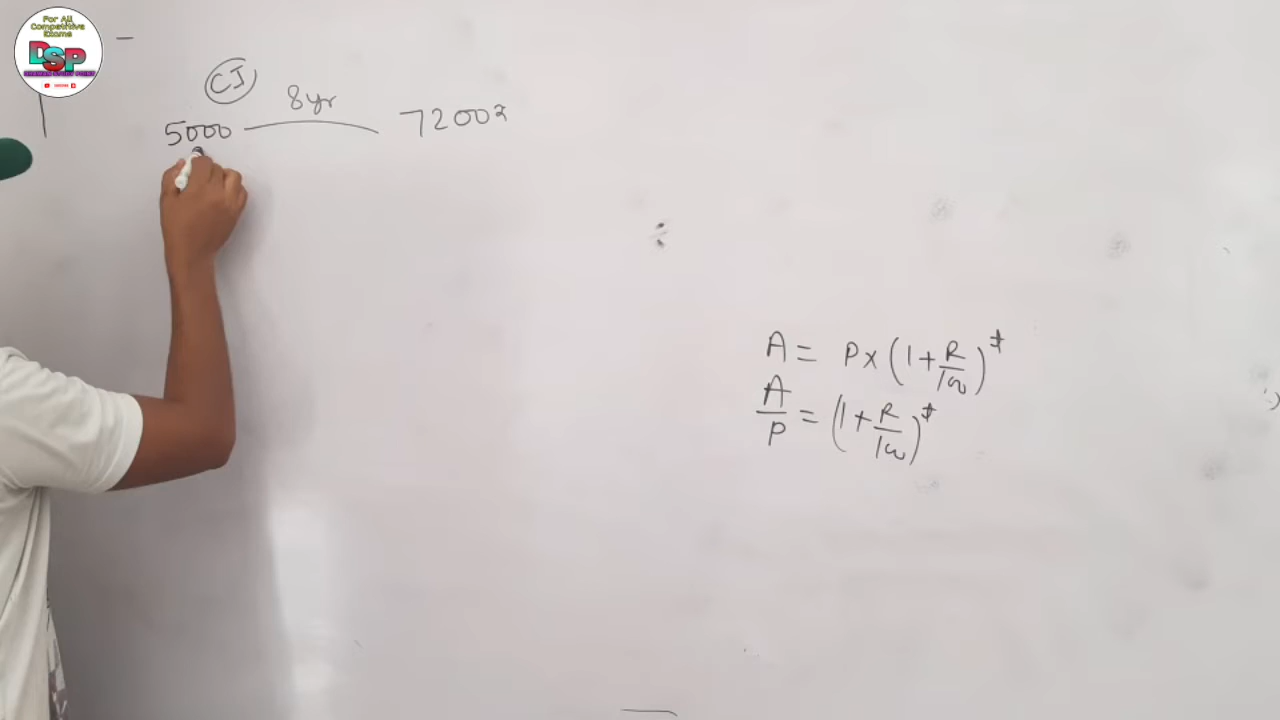 For All
Competitive
Exams
DSP
CI
8yr
5000 7200₹
A = P×(1+R/100)^t
A/P = (1+R/100)^t